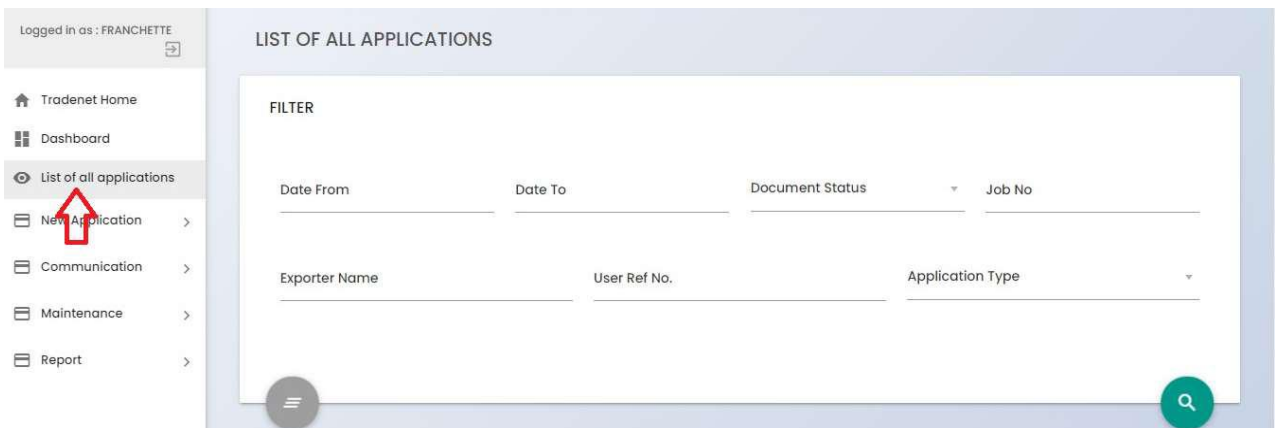 Logged in as : FRANCHETTE
Tradenet Home
Dashboard
List of all applications
New Application
Communication
Maintenance
Report
LIST OF ALL APPLICATIONS
FILTER
Date From
Date To
Document Status
Job No
Exporter Name
User Ref No.
Application Type